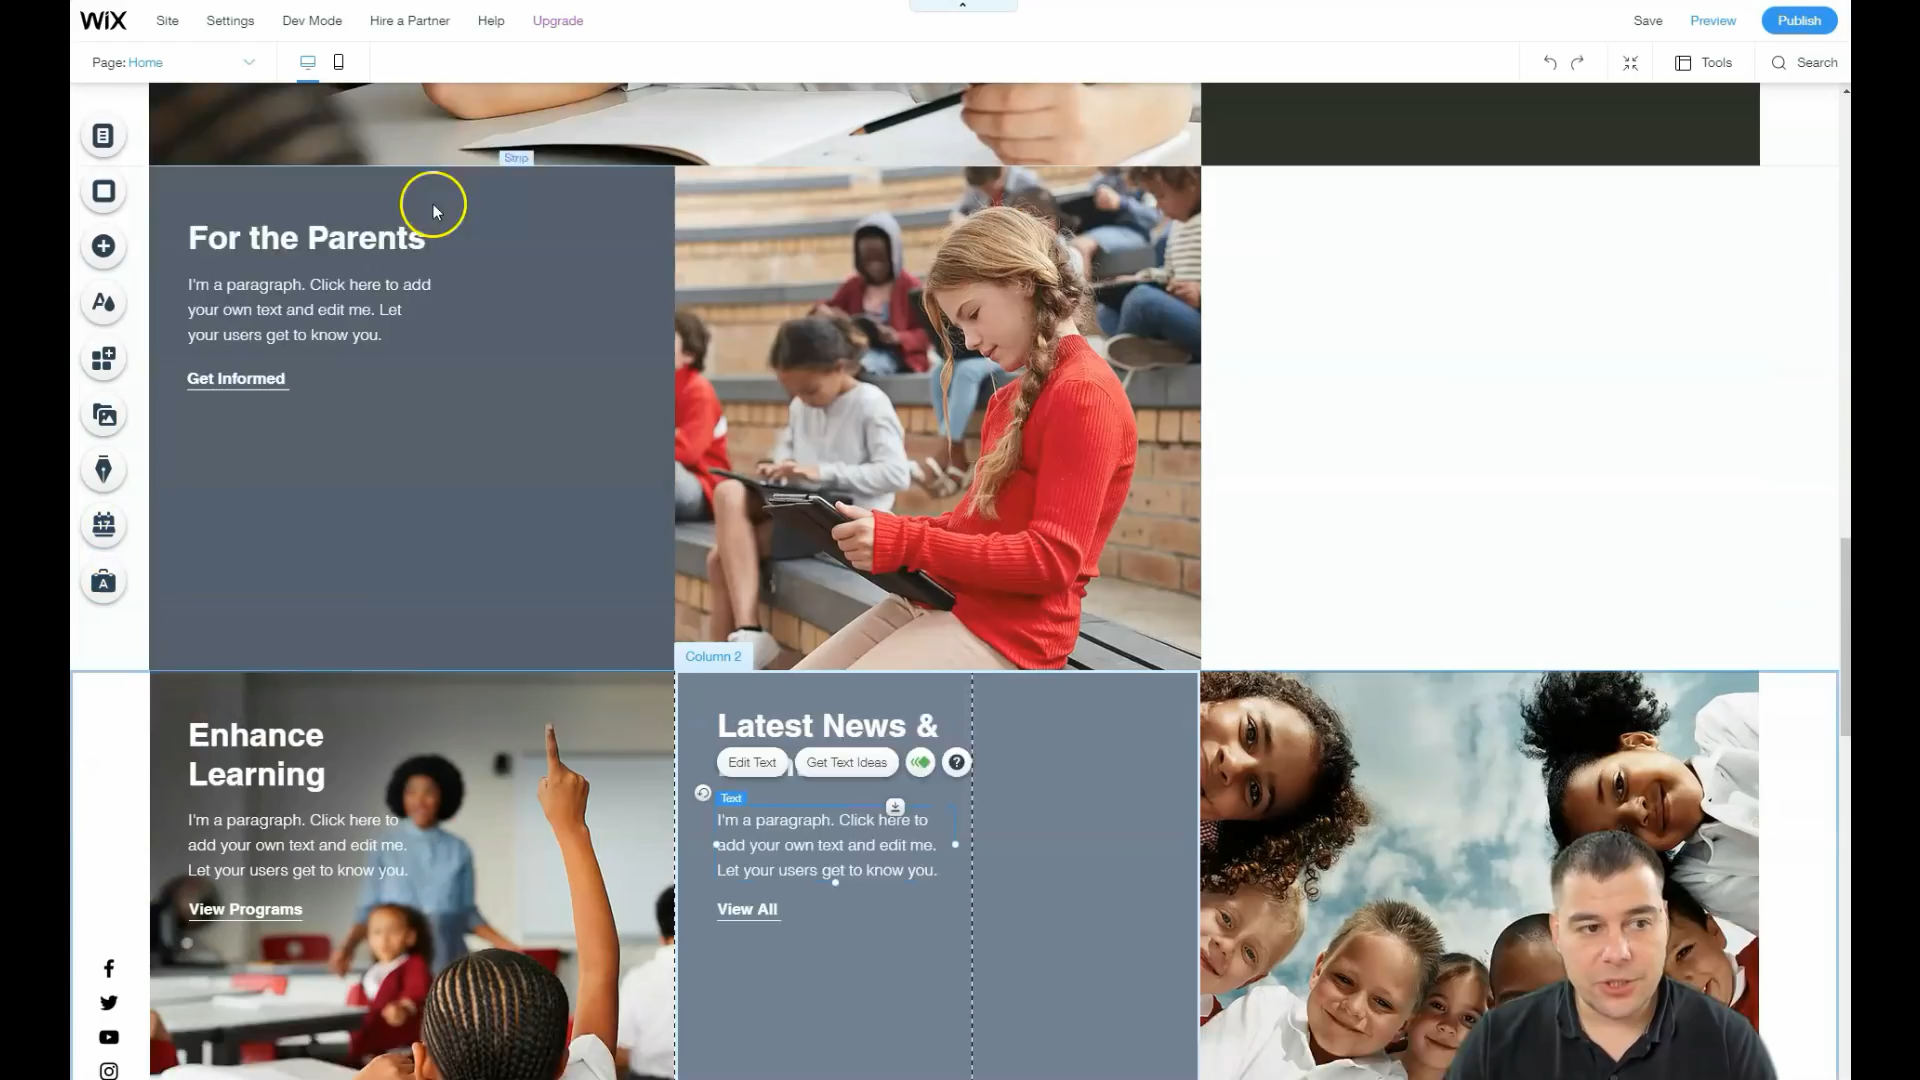 WiX Site Settings Dev Mode Hire a Partner Help Upgrade Save Preview Publish
Page: Home Tools Search
Strip
For the Parents
I'm a paragraph. Click here to add
your own text and edit me. Let
your users get to know you.
Get Informed
17
A
Column 2
Enhance
Learning
I'm a paragraph. Click here to
add your own text and edit me.
Let your users get to know you.
View Programs
Latest News &
Edit Text Get Text Ideas ?
Text
I'm a paragraph. Click here to
add your own text and edit me.
Let your users get to know you.
View All